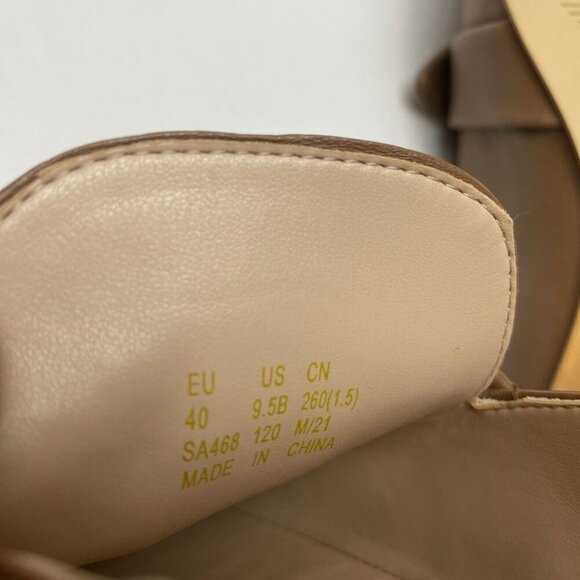 EU US CN
40 9.5B 260(1.5)
SA468 120 M/21
MADE IN CHINA